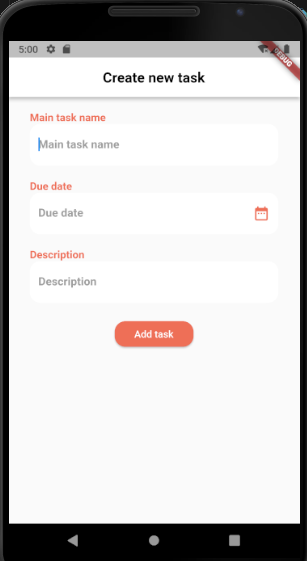 5:00
DEBUG
Create new task
Main task name
Main task name
Due date
Due date
Description
Description
Add task